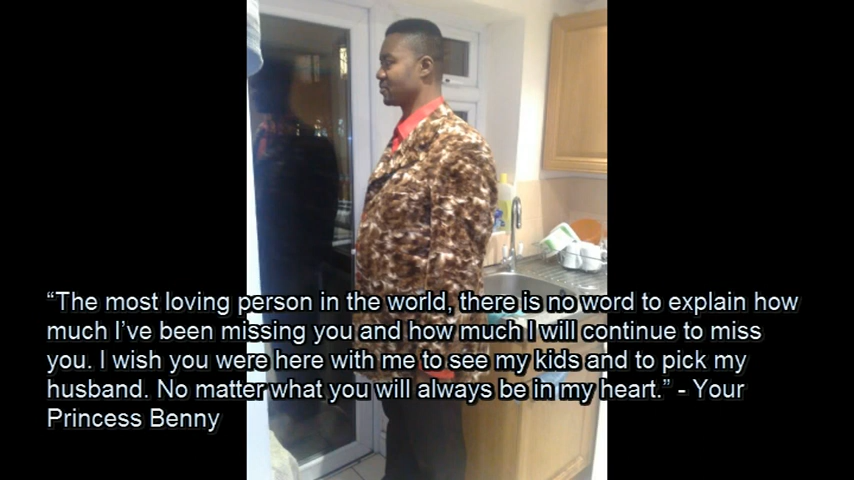 “The most loving person in the world, there is no word to explain how
much I’ve been missing you and how much I will continue to miss
you. I wish you were here with me to see my kids and to pick my
husband. No matter what you will always be in my heart.” - Your
Princess Benny